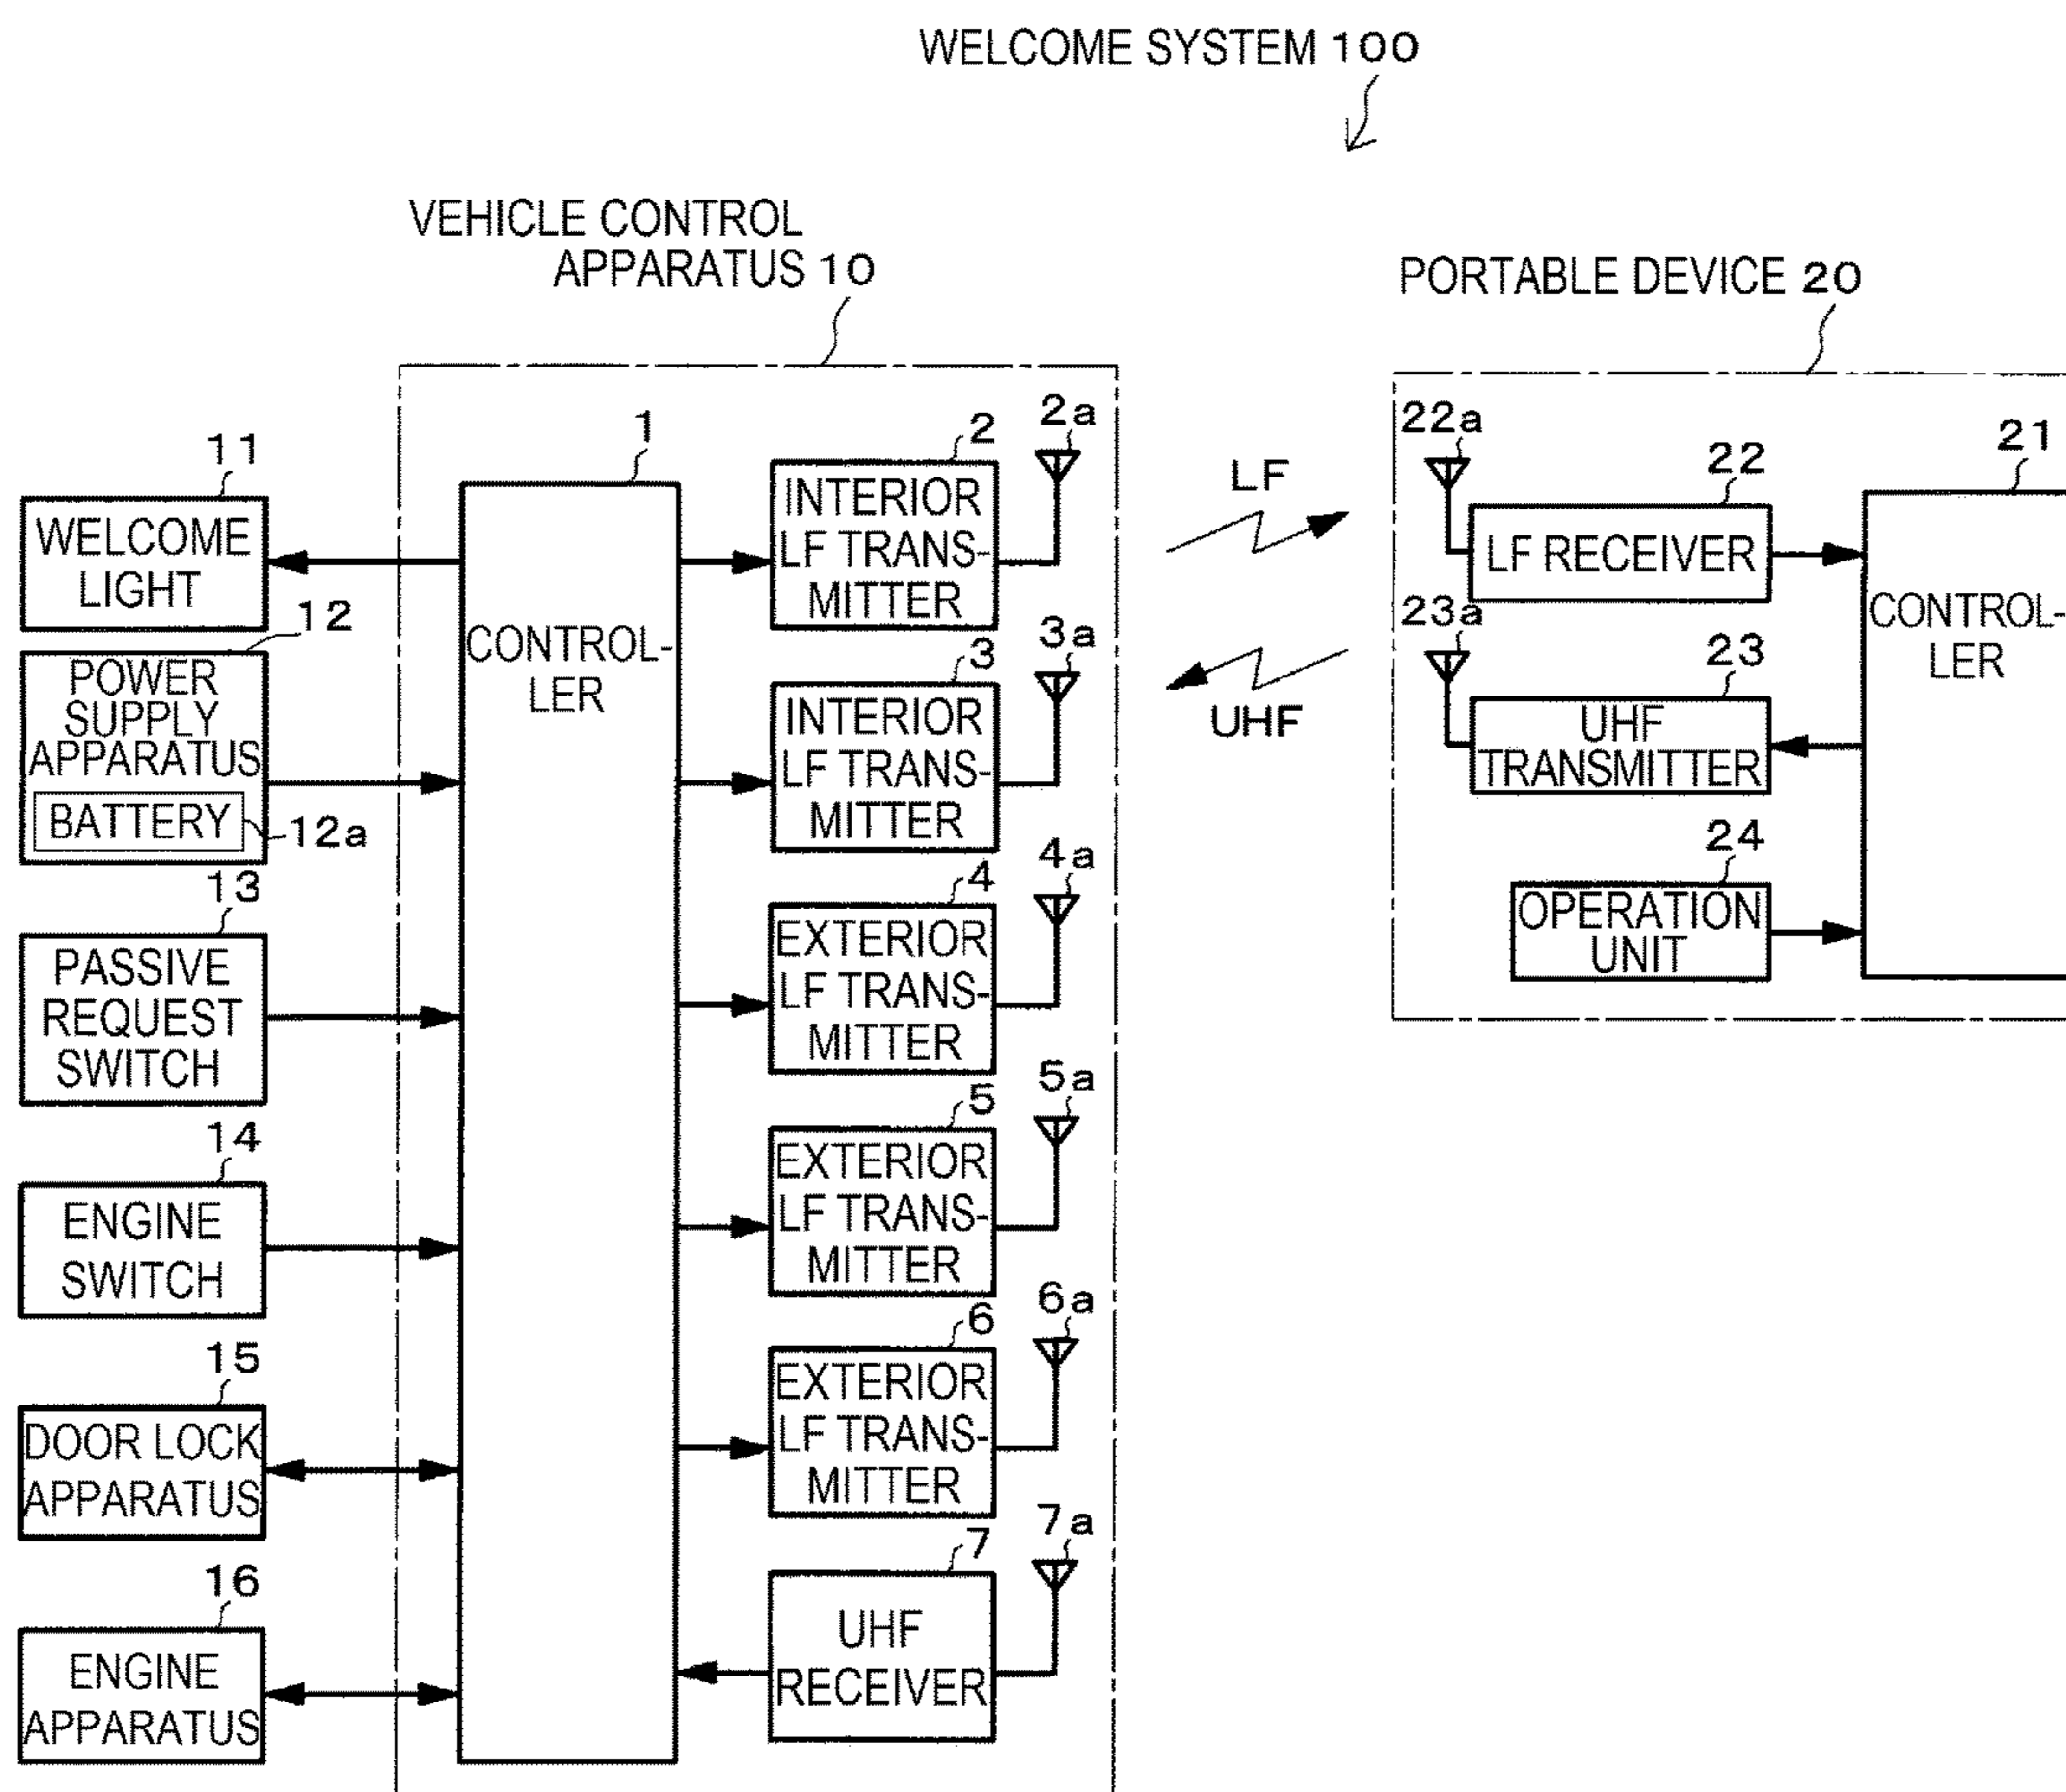 WELCOME SYSTEM 100
VEHICLE CONTROL
APPARATUS 10
PORTABLE DEVICE 20
11
WELCOME
LIGHT
12
POWER
SUPPLY
APPARATUS
BATTERY
12a
13
PASSIVE
REQUEST
SWITCH
14
ENGINE
SWITCH
15
DOOR LOCK
APPARATUS
16
ENGINE
APPARATUS
1
CONTROL-
LER
2
2a
INTERIOR
LF TRANS-
MITTER
3
3a
INTERIOR
LF TRANS-
MITTER
4
4a
EXTERIOR
LF TRANS-
MITTER
5
5a
EXTERIOR
LF TRANS-
MITTER
6
6a
EXTERIOR
LF TRANS-
MITTER
7
7a
UHF
RECEIVER
LF
UHF
22a
22
LF RECEIVER
23a
23
UHF
TRANSMITTER
24
OPERATION
UNIT
21
CONTROL-
LER